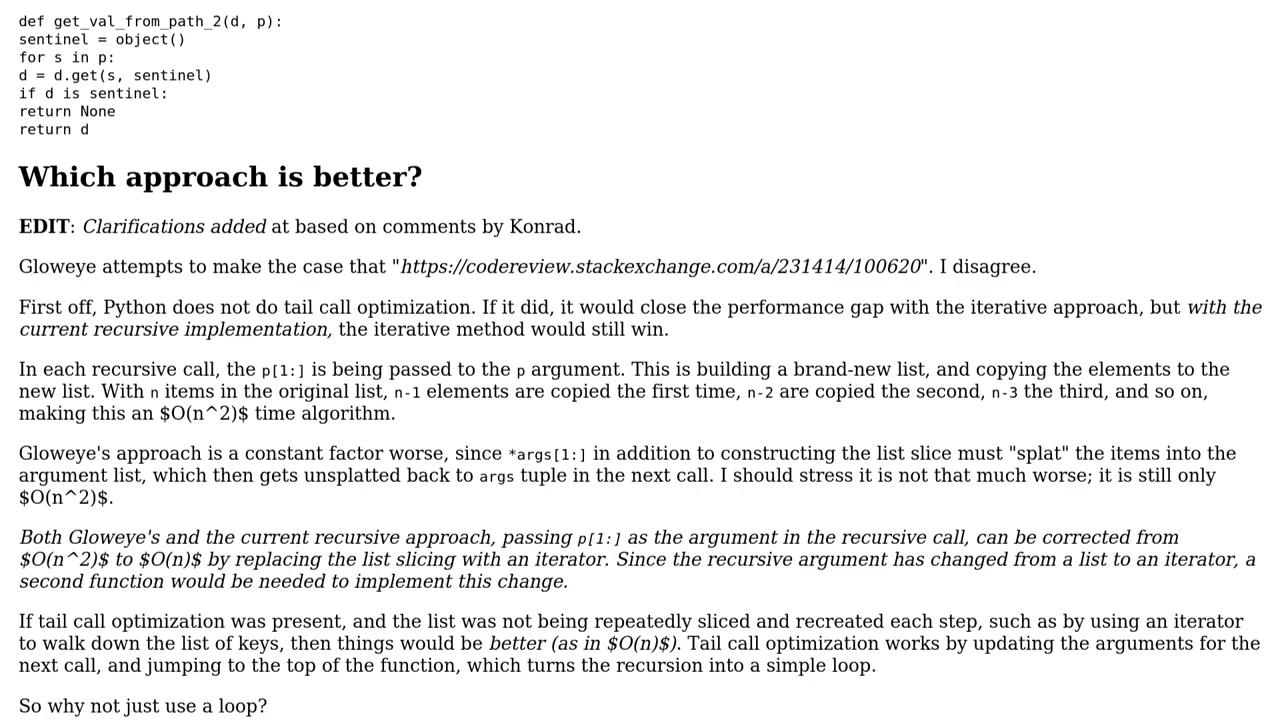 def get_val_from_path_2(d, p):
sentinel = object()
for s in p:
d = d.get(s, sentinel)
if d is sentinel:
return None
return d
Which approach is better?
EDIT: Clarifications added at based on comments by Konrad.
Gloweye attempts to make the case that "https://codereview.stackexchange.com/a/231414/100620". I disagree.
First off, Python does not do tail call optimization. If it did, it would close the performance gap with the iterative approach, but with the
current recursive implementation, the iterative method would still win.
In each recursive call, the p[1:] is being passed to the p argument. This is building a brand-new list, and copying the elements to the
new list. With n items in the original list, n-1 elements are copied the first time, n-2 are copied the second, n-3 the third, and so on,
making this an $O(n^2)$ time algorithm.
Gloweye's approach is a constant factor worse, since *args[1:] in addition to constructing the list slice must "splat" the items into the
argument list, which then gets unsplatted back to args tuple in the next call. I should stress it is not that much worse; it is still only
$O(n^2)$.
Both Gloweye's and the current recursive approach, passing p[1:] as the argument in the recursive call, can be corrected from
$O(n^2)$ to $O(n)$ by replacing the list slicing with an iterator. Since the recursive argument has changed from a list to an iterator, a
second function would be needed to implement this change.
If tail call optimization was present, and the list was not being repeatedly sliced and recreated each step, such as by using an iterator
to walk down the list of keys, then things would be better (as in $O(n)$). Tail call optimization works by updating the arguments for the
next call, and jumping to the top of the function, which turns the recursion into a simple loop.
So why not just use a loop?